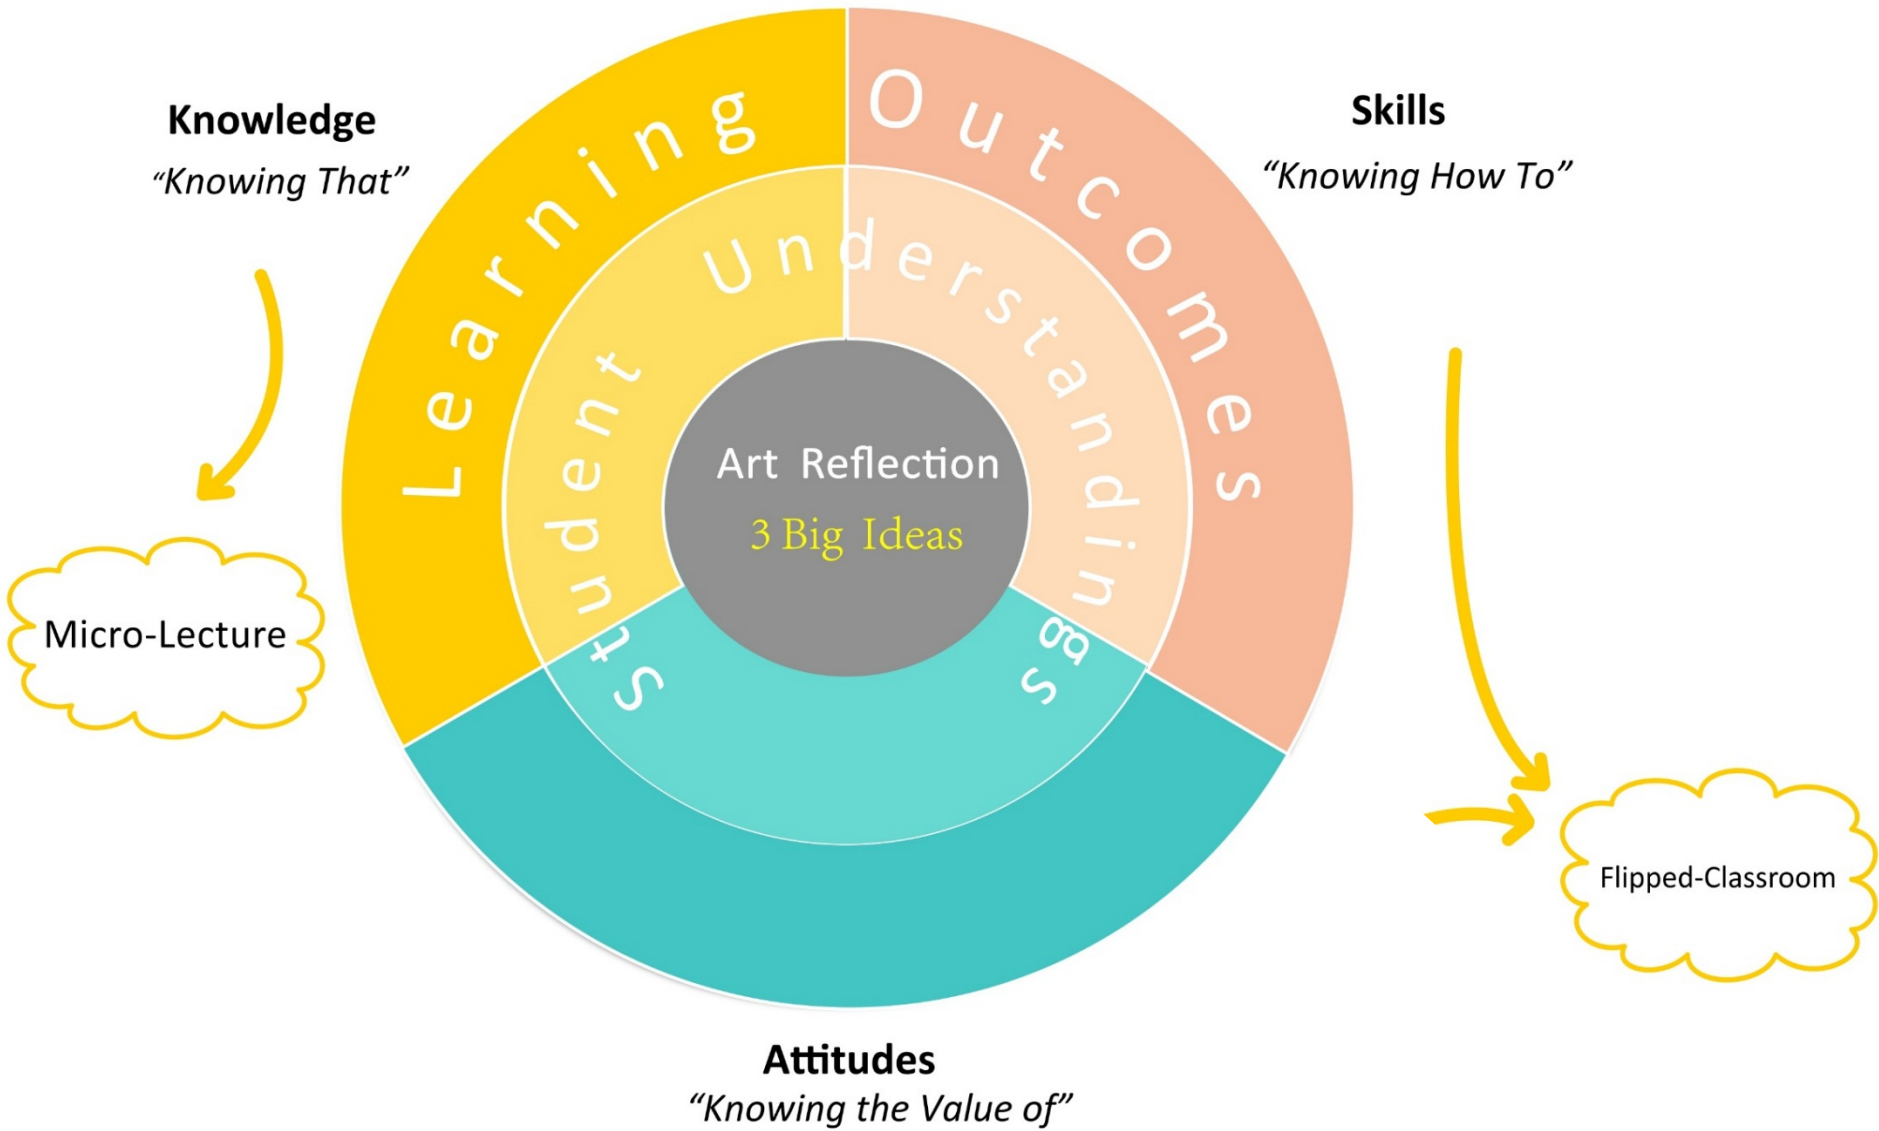 Knowledge
“Knowing That”
Skills
“Knowing How To”
Learning Outcomes
Student Understandings
Art Reflection
3 Big Ideas
Micro-Lecture
Flipped-Classroom
Attitudes
“Knowing the Value of”